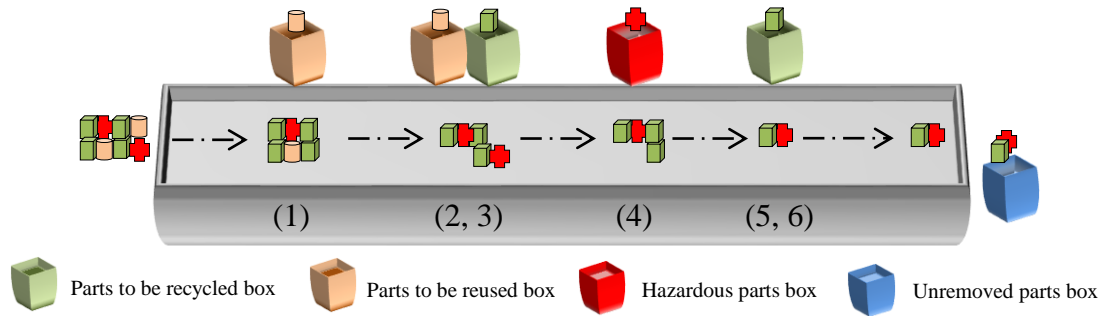 (1)
(2, 3)
(4)
(5, 6)
Parts to be recycled box
Parts to be reused box
Hazardous parts box
Unremoved parts box